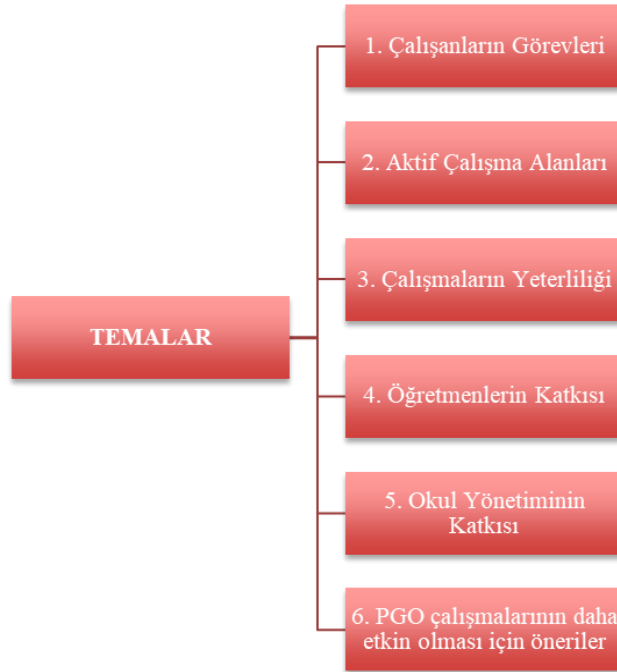 1. Çalışanların Görevleri
2. Aktif Çalışma Alanları
3. Çalışmaların Yeterliliği
TEMALAR
4. Öğretmenlerin Katkısı
5. Okul Yönetiminin
Katkısı
6. PGO çalışmalarının daha
etkin olması için öneriler